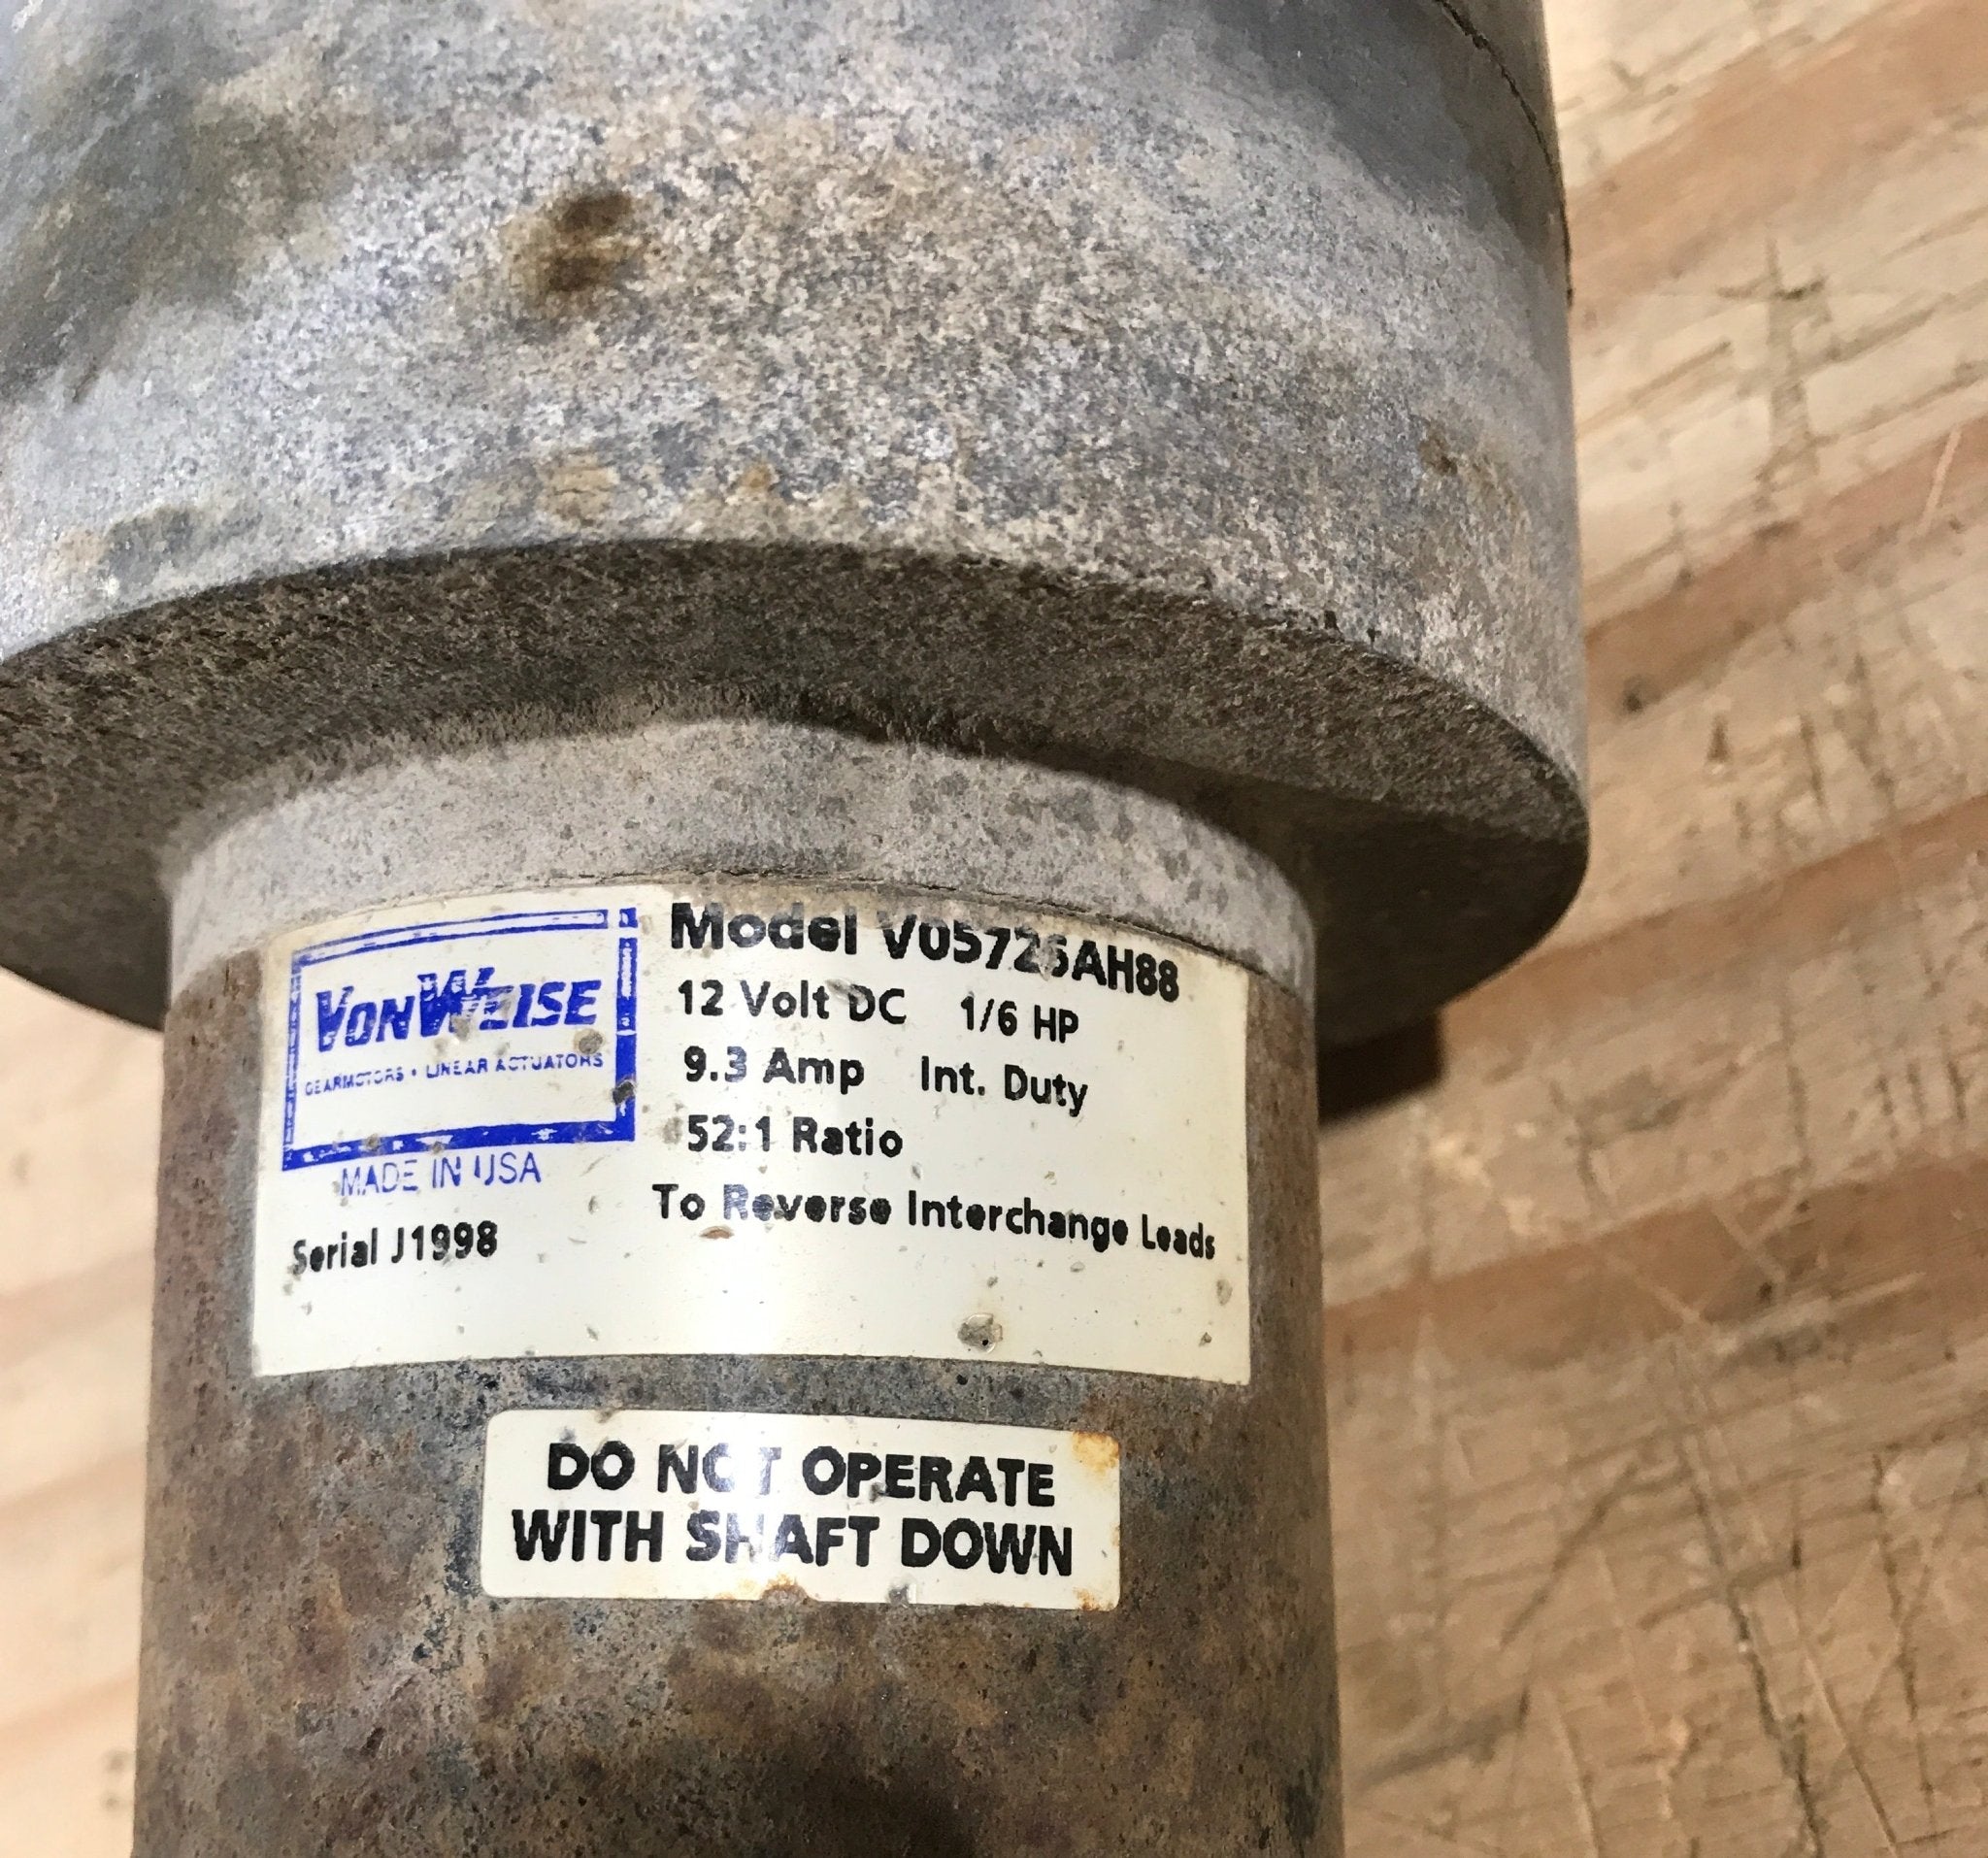 VONWEISE
GEARMOTORS • LINEAR ACTUATORS
MADE IN USA
Serial J1998
Model V05726AH88
12 Volt DC 1/6 HP
9.3 Amp Int. Duty
52:1 Ratio
To Reverse Interchange Leads
DO NOT OPERATE
WITH SHAFT DOWN